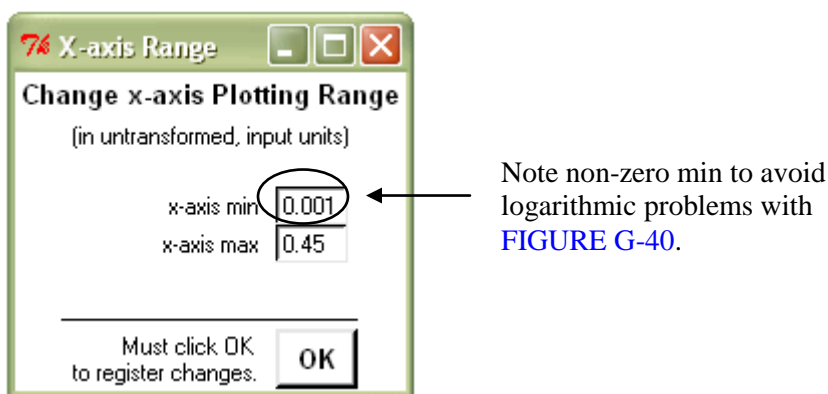 7k X-axis Range
Change x-axis Plotting Range
(in untransformed, input units)
x-axis min 0.001
x-axis max 0.45
Must click OK
to register changes.
OK
Note non-zero min to avoid
logarithmic problems with
FIGURE G-40.